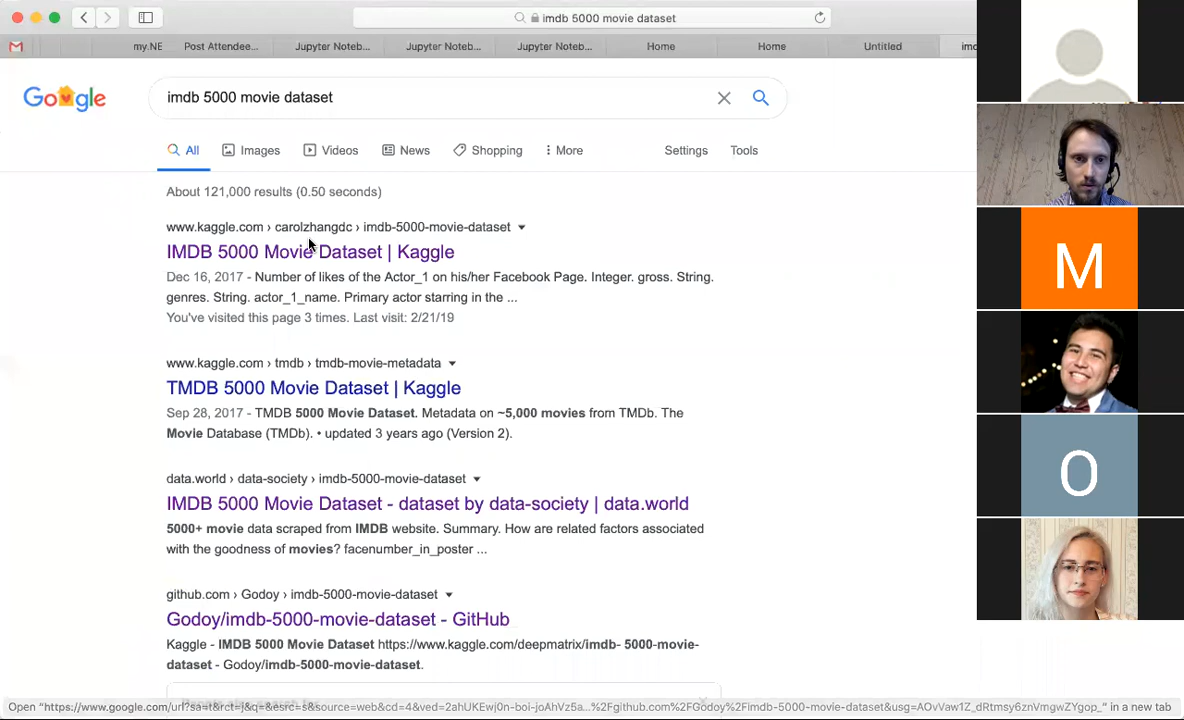 imdb 5000 movie dataset
my.NE Post Attendee... Jupyter Noteb... Jupyter Noteb... Jupyter Noteb... Home Home Untitled
Google
imdb 5000 movie dataset
All Images Videos News Shopping More Settings Tools
About 121,000 results (0.50 seconds)
www.kaggle.com › carolzhangdc › imdb-5000-movie-dataset
IMDB 5000 Movie Dataset | Kaggle
Dec 16, 2017 - Number of likes of the Actor_1 on his/her Facebook Page. Integer. gross. String.
genres. String. actor_1_name. Primary actor starring in the ...
You've visited this page 3 times. Last visit: 2/21/19
www.kaggle.com › tmdb › tmdb-movie-metadata
TMDB 5000 Movie Dataset | Kaggle
Sep 28, 2017 - TMDB 5000 Movie Dataset. Metadata on ~5,000 movies from TMDb. The
Movie Database (TMDb). • updated 3 years ago (Version 2).
data.world › data-society › imdb-5000-movie-dataset
IMDB 5000 Movie Dataset - dataset by data-society | data.world
5000+ movie data scraped from IMDB website. Summary. How are related factors associated
with the goodness of movies? facenumber_in_poster ...
github.com › Godoy › imdb-5000-movie-dataset
Godoy/imdb-5000-movie-dataset - GitHub
Kaggle - IMDB 5000 Movie Dataset https://www.kaggle.com/deepmatrix/imdb- 5000-movie-
dataset - Godoy/imdb-5000-movie-dataset.
M
O